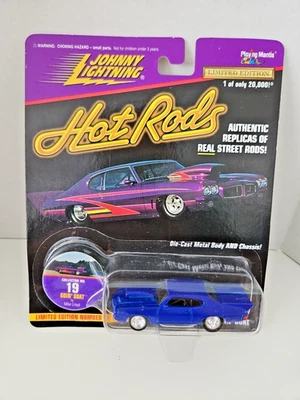 WARNING: CHOKING HAZARD - small parts. Not for children under 3 years.
Playing Mantis
JOHNNY
LIGHTNING
LIMITED EDITION
1 of only 20,000!
Hot Rods
AUTHENTIC
REPLICAS OF
REAL STREET RODS!
Die-Cast Metal Body AND Chassis!
19
GOAT
LIMITED EDITION NUMBERED